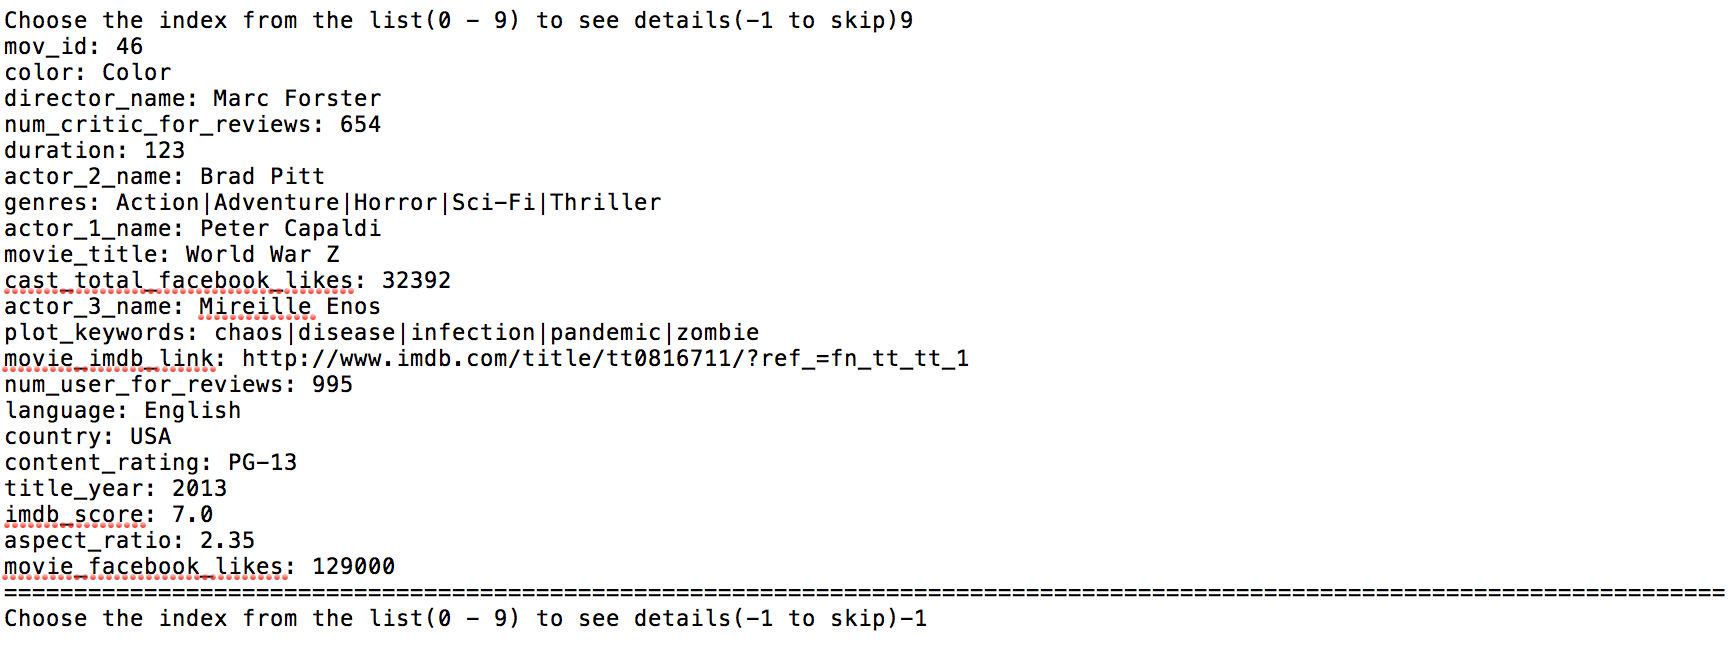 Choose the index from the list(0 - 9) to see details(-1 to skip)9
mov_id: 46
color: Color
director_name: Marc Forster
num_critic_for_reviews: 654
duration: 123
actor_2_name: Brad Pitt
genres: Action|Adventure|Horror|Sci-Fi|Thriller
actor_1_name: Peter Capaldi
movie_title: World War Z
cast_total_facebook_likes: 32392
actor_3_name: Mireille Enos
plot_keywords: chaos|disease|infection|pandemic|zombie
movie_imdb_link: http://www.imdb.com/title/tt0816711/?ref_=fn_tt_tt_1
num_user_for_reviews: 995
language: English
country: USA
content_rating: PG-13
title_year: 2013
imdb_score: 7.0
aspect_ratio: 2.35
movie_facebook_likes: 129000
===========================================================================================================================
Choose the index from the list(0 - 9) to see details(-1 to skip)-1